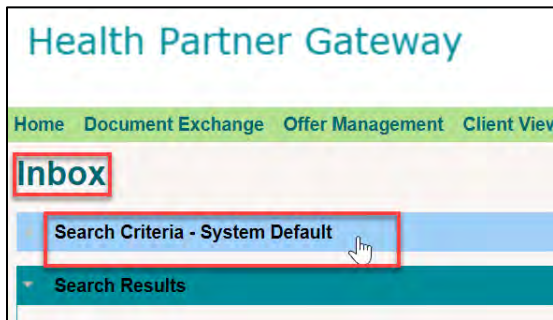 Health Partner Gateway
Home Document Exchange Offer Management Client View
Inbox
Search Criteria - System Default
Search Results